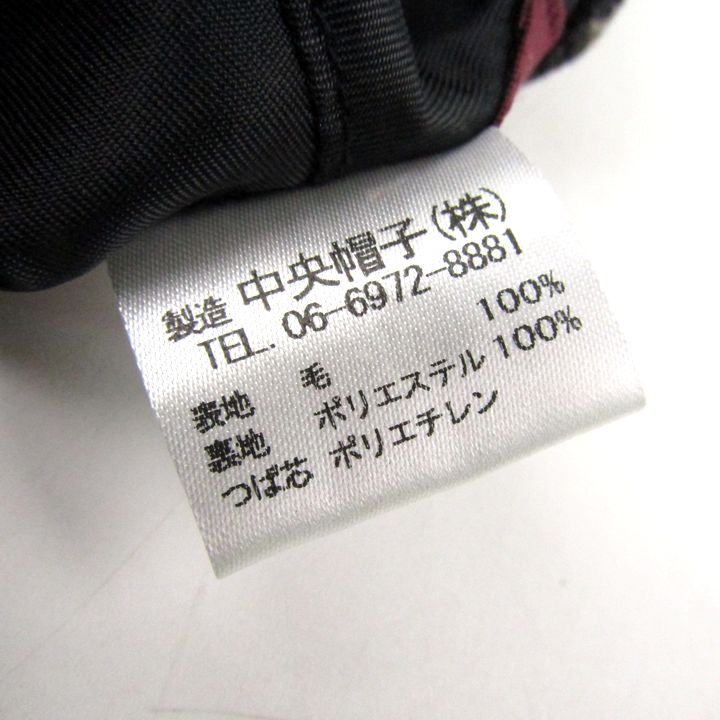 製造 中央帽子(株)
TEL. 06-6972-8881
表地 毛 100%
裏地 ポリエステル 100%
つば芯 ポリエチレン